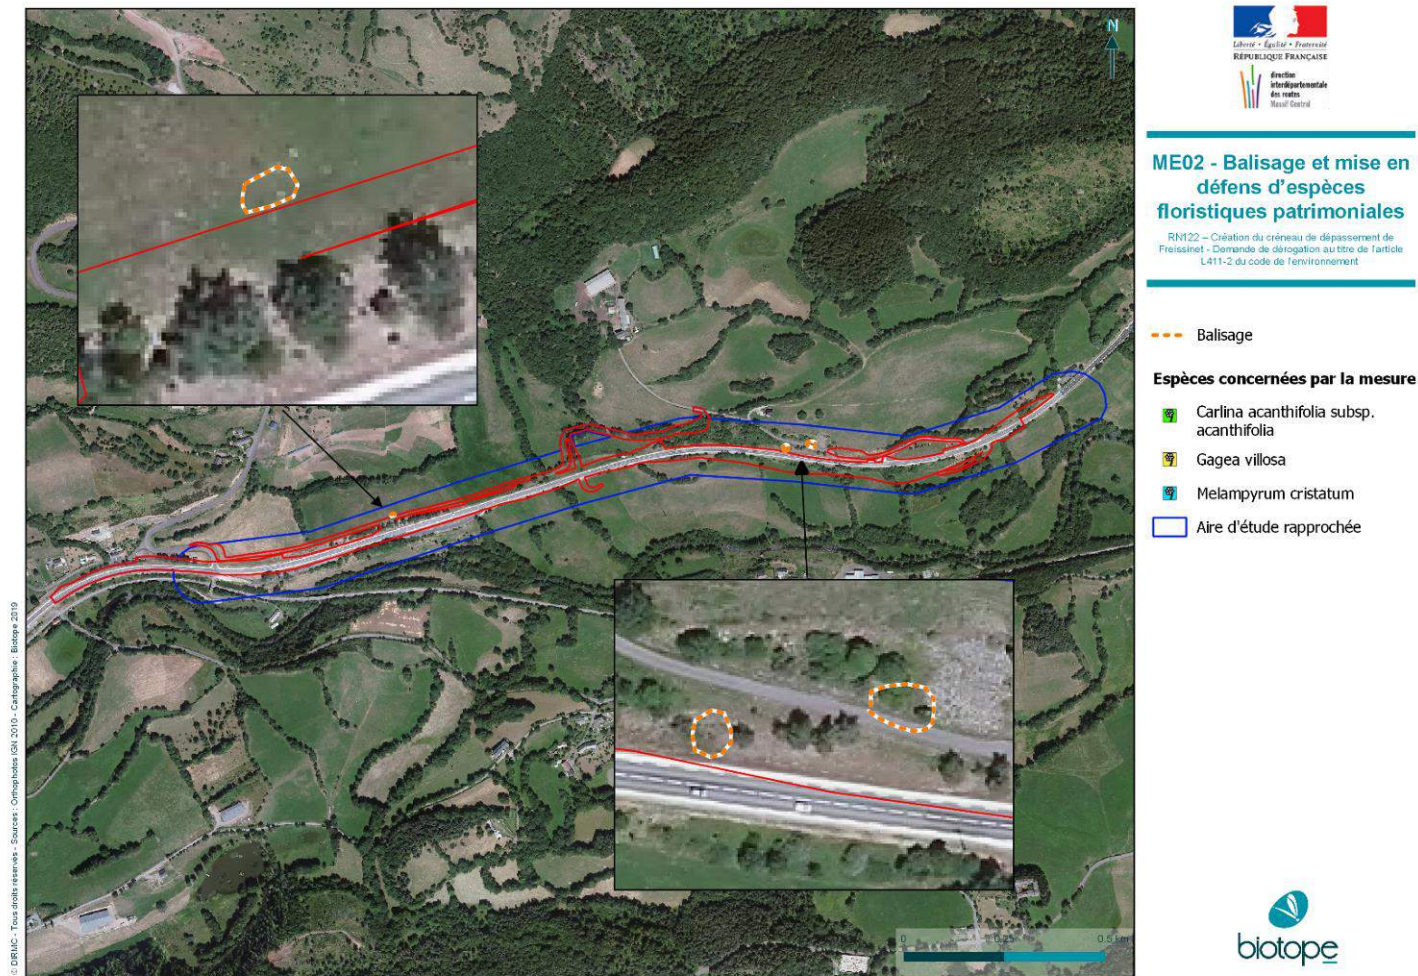 N
Liberté • Égalité • Fraternité
RÉPUBLIQUE FRANÇAISE
direction
interdépartementale
des routes
Massif Central
ME02 - Balisage et mise en
défens d'espèces
floristiques patrimoniales
RN122 – Création du créneau de dépassement de
Freissinet - Demande de dérogation au titre de l'article
L411-2 du code de l'environnement
Balisage
Espèces concernées par la mesure
Carlina acanthifolia subsp.
acanthifolia
Gagea villosa
Melampyrum cristatum
Aire d'étude rapprochée
© DIRMC - Tous droits réservés - Sources : Orthophotos IGN 2010 - Cartographie : Biotope 2019
0 0.25 0.5 km
biotope